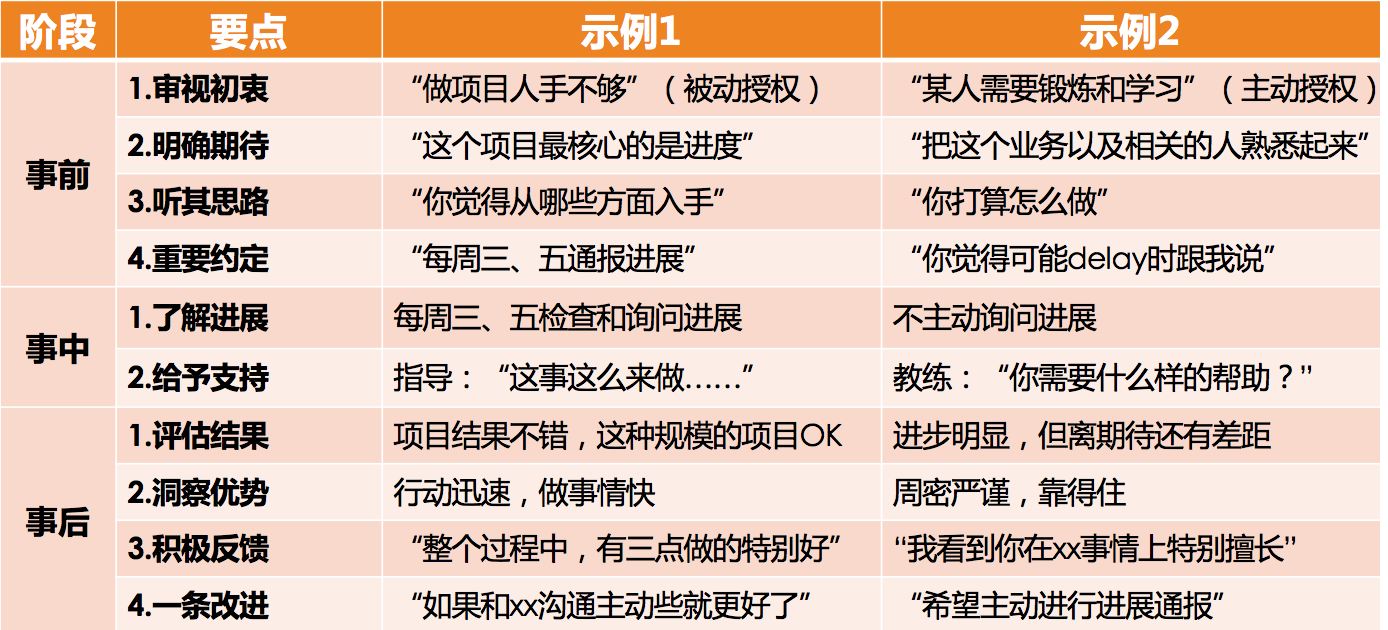 阶段 要点 示例1 示例2
事前
1.审视初衷 “做项目人手不够”（被动授权） “某人需要锻炼和学习”（主动授权）
2.明确期待 “这个项目最核心的是进度” “把这个业务以及相关的人熟悉起来”
3.听其思路 “你觉得从哪些方面入手” “你打算怎么做”
4.重要约定 “每周三、五通报进展” “你觉得可能delay时跟我说”
事中
1.了解进展 每周三、五检查和询问进展 不主动询问进展
2.给予支持 指导：“这事这么来做……” 教练：“你需要什么样的帮助？”
事后
1.评估结果 项目结果不错，这种规模的项目OK 进步明显，但离期待还有差距
2.洞察优势 行动迅速，做事情快 周密严谨，靠得住
3.积极反馈 “整个过程中，有三点做的特别好” “我看到你在xx事情上特别擅长”
4.一条改进 “如果和xx沟通主动些就更好了” “希望主动进行进展通报”